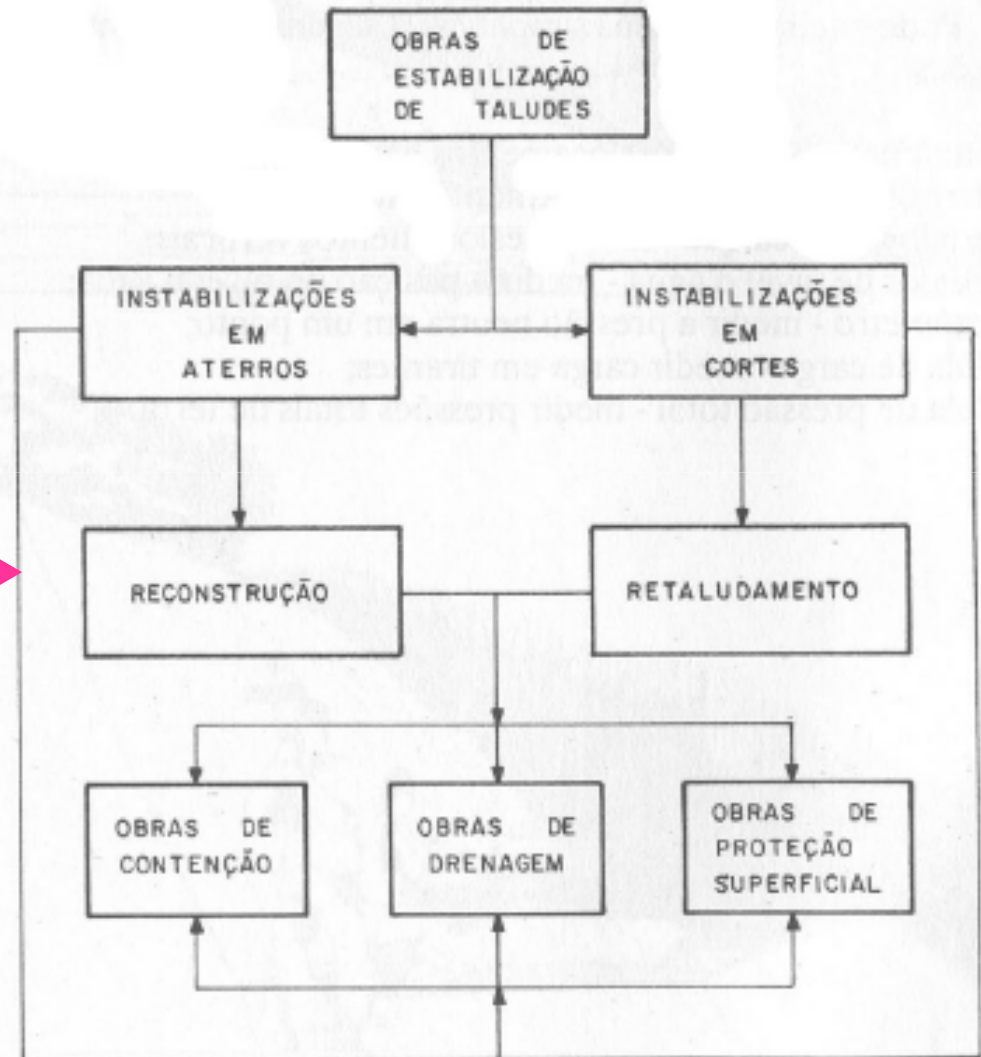 OBRAS DE
ESTABILIZAÇÃO
DE TALUDES
INSTABILIZAÇÕES
EM
ATERROS
INSTABILIZAÇÕES
EM
CORTES
RECONSTRUÇÃO
RETALUDAMENTO
OBRAS DE
CONTENÇÃO
OBRAS DE
DRENAGEM
OBRAS DE
PROTEÇÃO
SUPERFICIAL